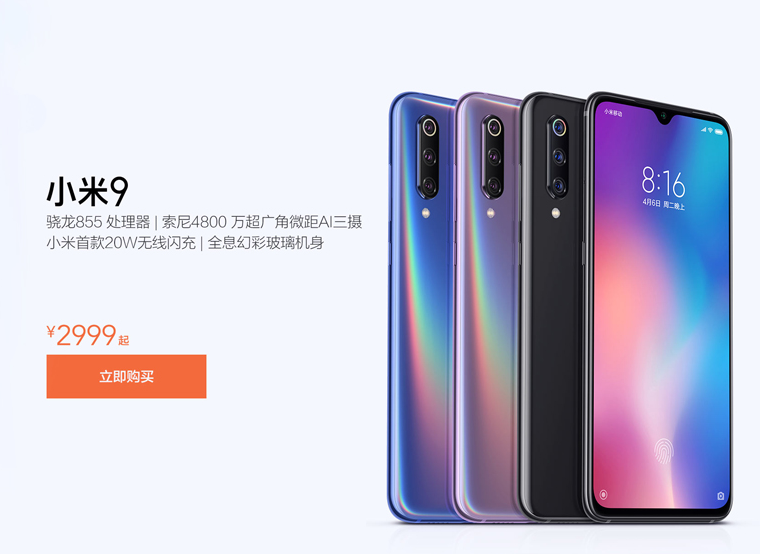 小米9
骁龙855 处理器 | 索尼4800 万超广角微距AI三摄
小米首款20W无线闪充 | 全息幻彩玻璃机身
¥2999起
立即购买
小米移动
8:16
4月6日 周二晚上